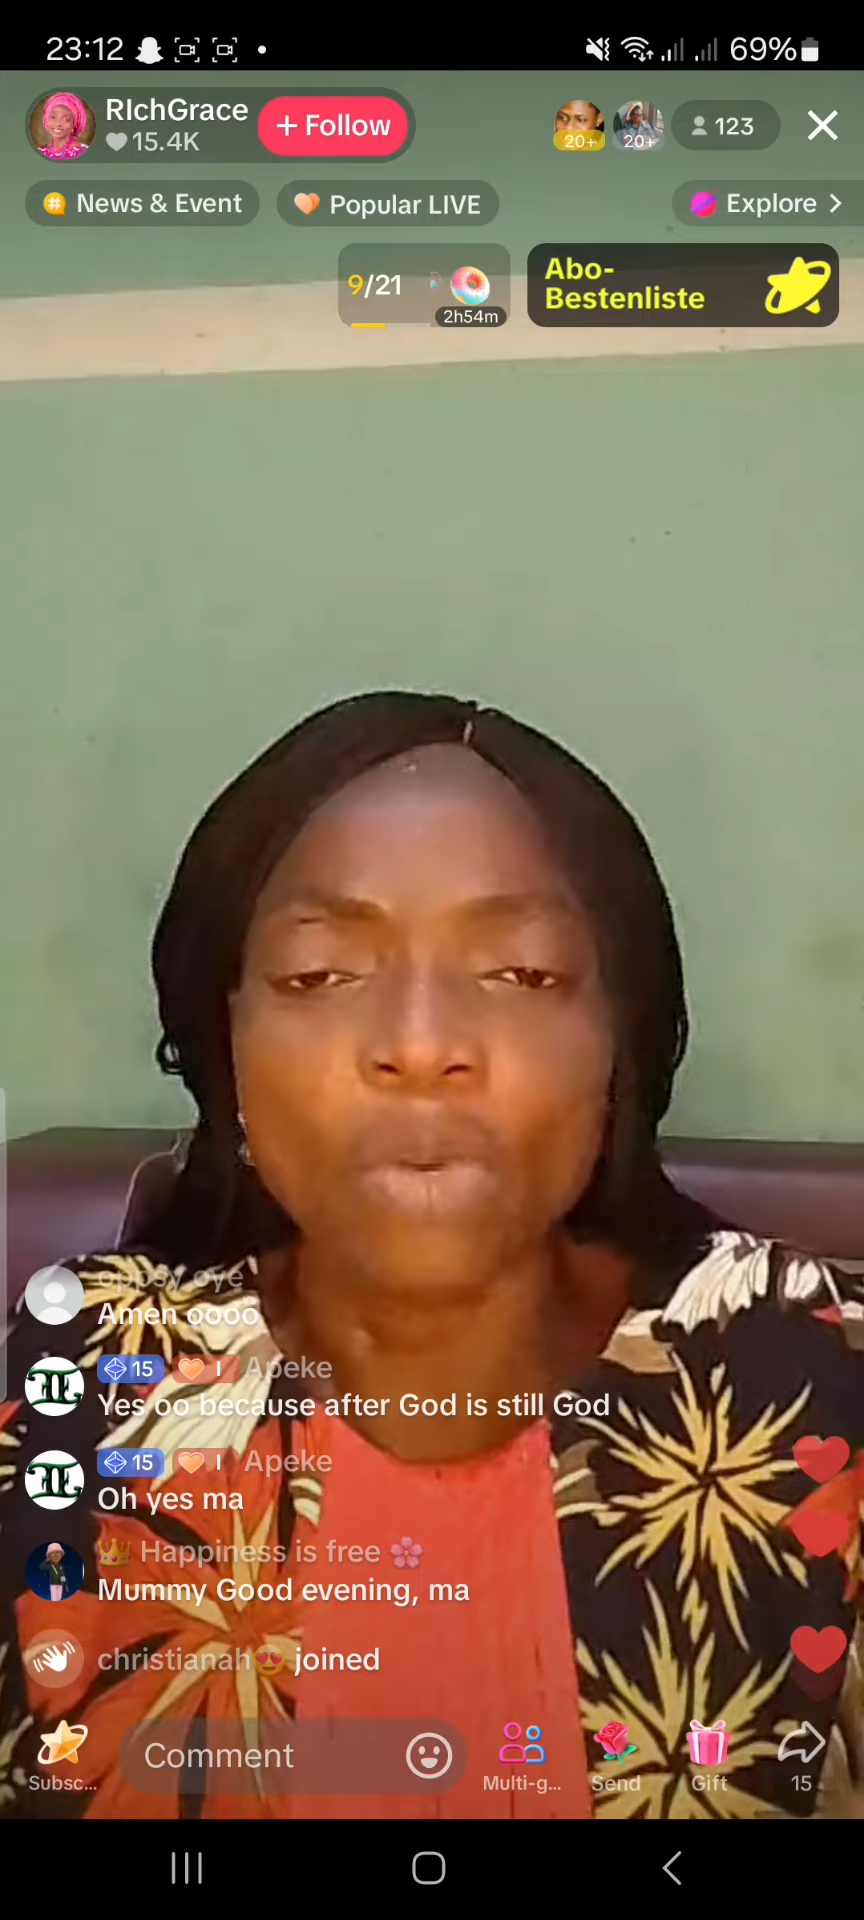 23:12
69%
RIchGrace
15.4K
+ Follow
20+
20+
123
News & Event
Popular LIVE
Explore >
9/21
2h54m
Abo-
Bestenliste
oppsy oye
Amen oooo
15 I Apeke
Yes oo because after God is still God
15 I Apeke
Oh yes ma
Happiness is free
Mummy Good evening, ma
christianah joined
Comment
Subsc...
Multi-g...
Send
Gift
15